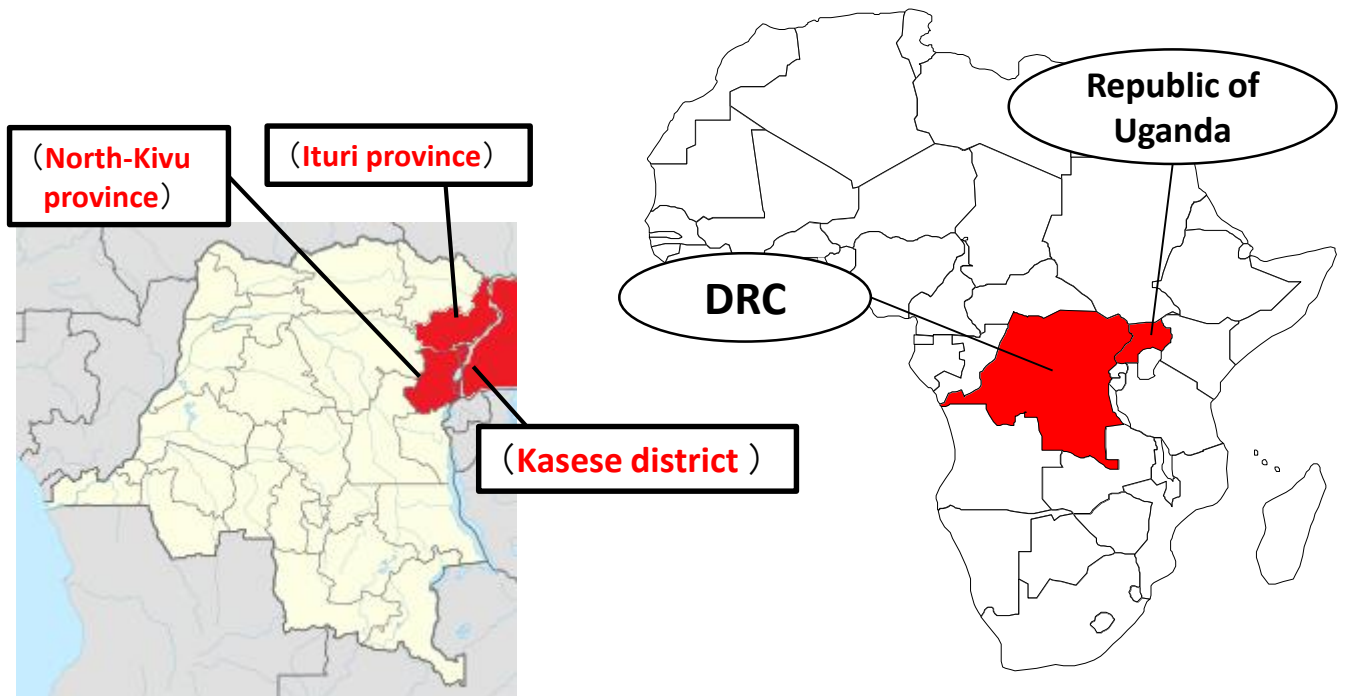 （North-Kivu
province）
（Ituri province）
（Kasese district ）
Republic of
Uganda
DRC